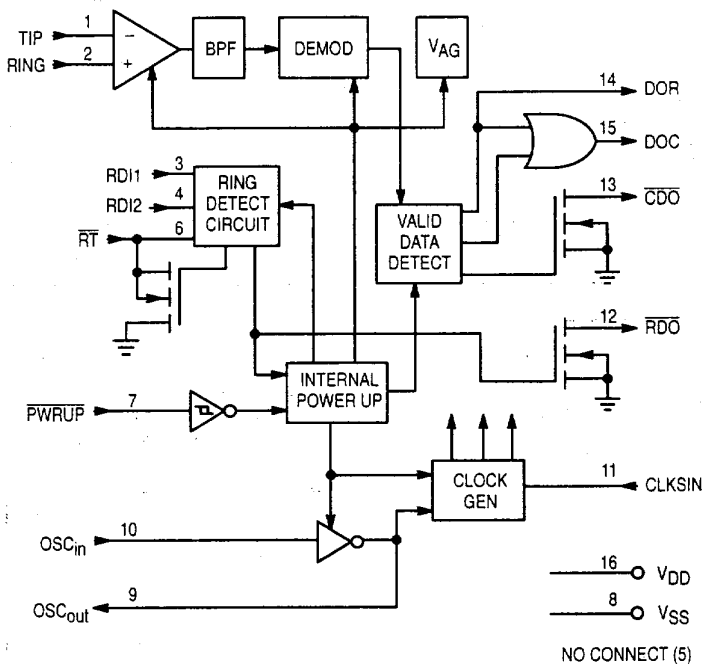 TIP 1 −
RING 2 +
BPF
DEMOD
VAG
14 DOR
15 DOC
13 CDO
RDI1 3
RDI2 4
RT 6
RING
DETECT
CIRCUIT
VALID
DATA
DETECT
12 RDO
INTERNAL
POWER UP
PWRUP 7
CLOCK
GEN
11 CLKSIN
OSCin 10
OSCout 9
16 VDD
8 VSS
NO CONNECT (5)